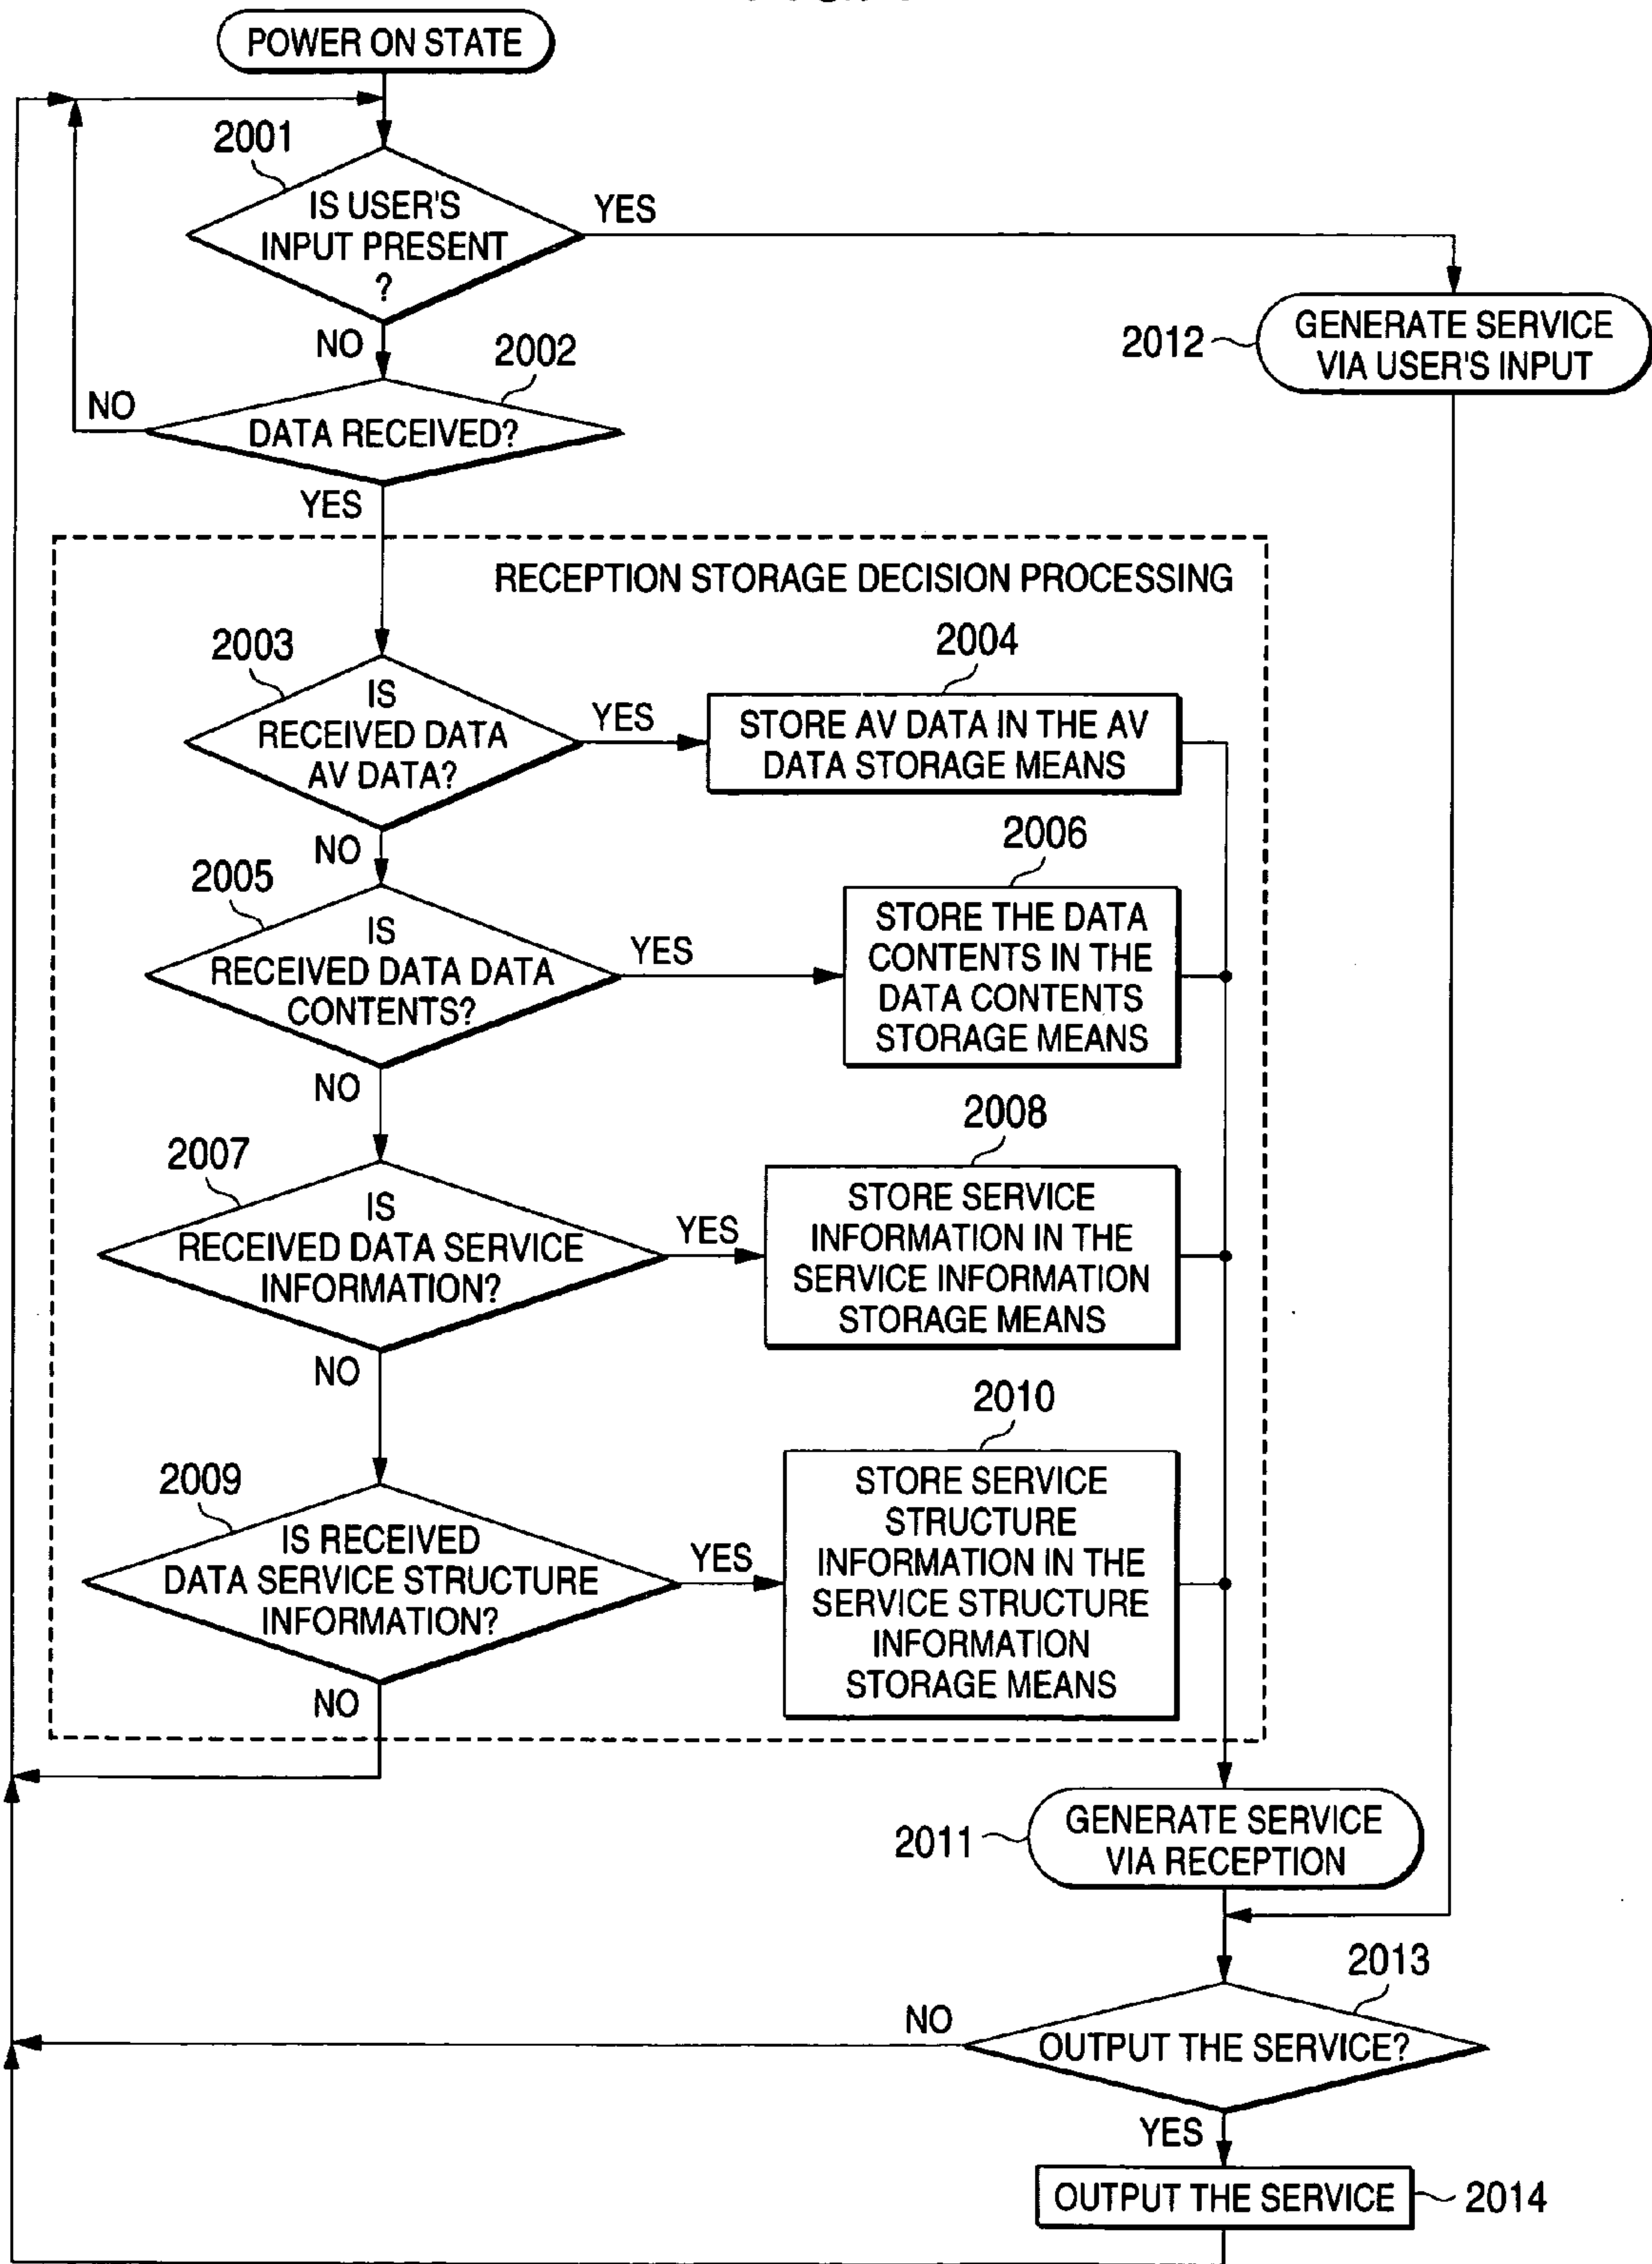 POWER ON STATE
2001
IS USER'S
INPUT PRESENT
?
YES
NO
2012
GENERATE SERVICE
VIA USER'S INPUT
2002
NO
DATA RECEIVED?
YES
RECEPTION STORAGE DECISION PROCESSING
2003
IS
RECEIVED DATA
AV DATA?
YES
NO
2004
STORE AV DATA IN THE AV
DATA STORAGE MEANS
2005
IS
RECEIVED DATA DATA
CONTENTS?
YES
NO
2006
STORE THE DATA
CONTENTS IN THE
DATA CONTENTS
STORAGE MEANS
2007
IS
RECEIVED DATA SERVICE
INFORMATION?
YES
NO
2008
STORE SERVICE
INFORMATION IN THE
SERVICE INFORMATION
STORAGE MEANS
2009
IS RECEIVED
DATA SERVICE STRUCTURE
INFORMATION?
YES
NO
2010
STORE SERVICE
STRUCTURE
INFORMATION IN THE
SERVICE STRUCTURE
INFORMATION
STORAGE MEANS
2011
GENERATE SERVICE
VIA RECEPTION
2013
NO
OUTPUT THE SERVICE?
YES
OUTPUT THE SERVICE
2014